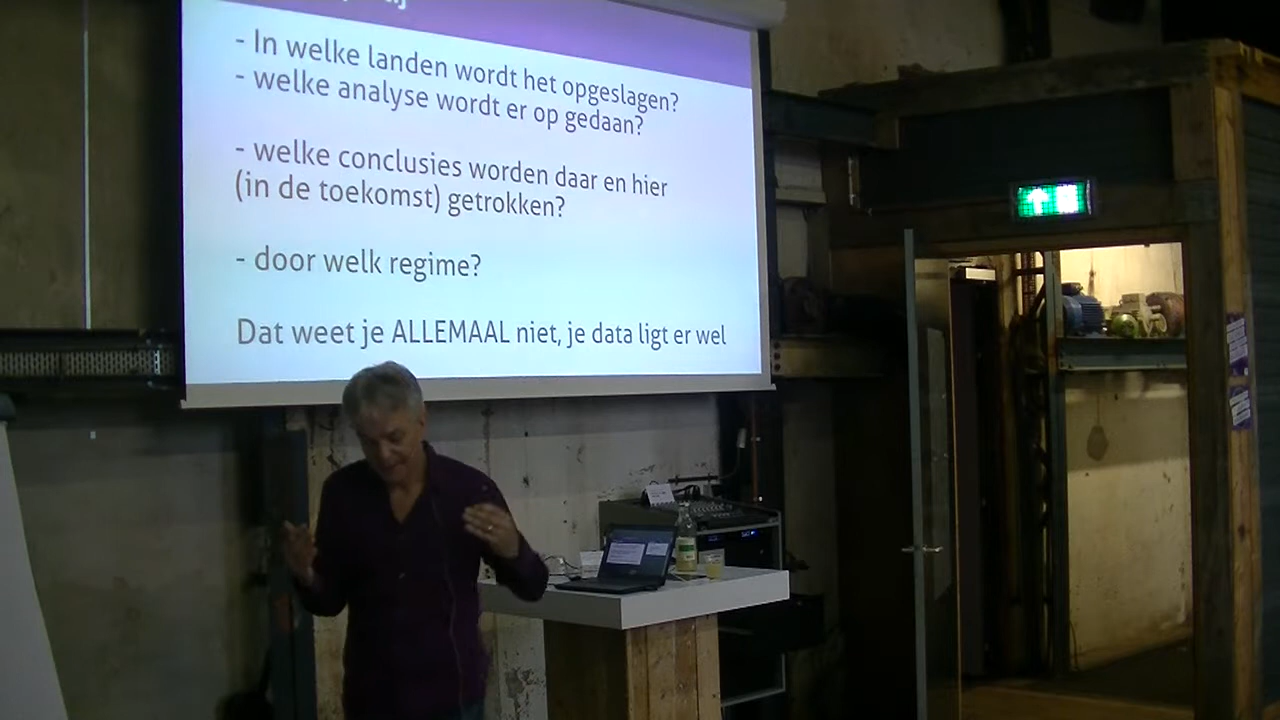 - In welke landen wordt het opgeslagen?
- welke analyse wordt er op gedaan?
- welke conclusies worden daar en hier
(in de toekomst) getrokken?
- door welk regime?
Dat weet je ALLEMAAL niet, je data ligt er wel